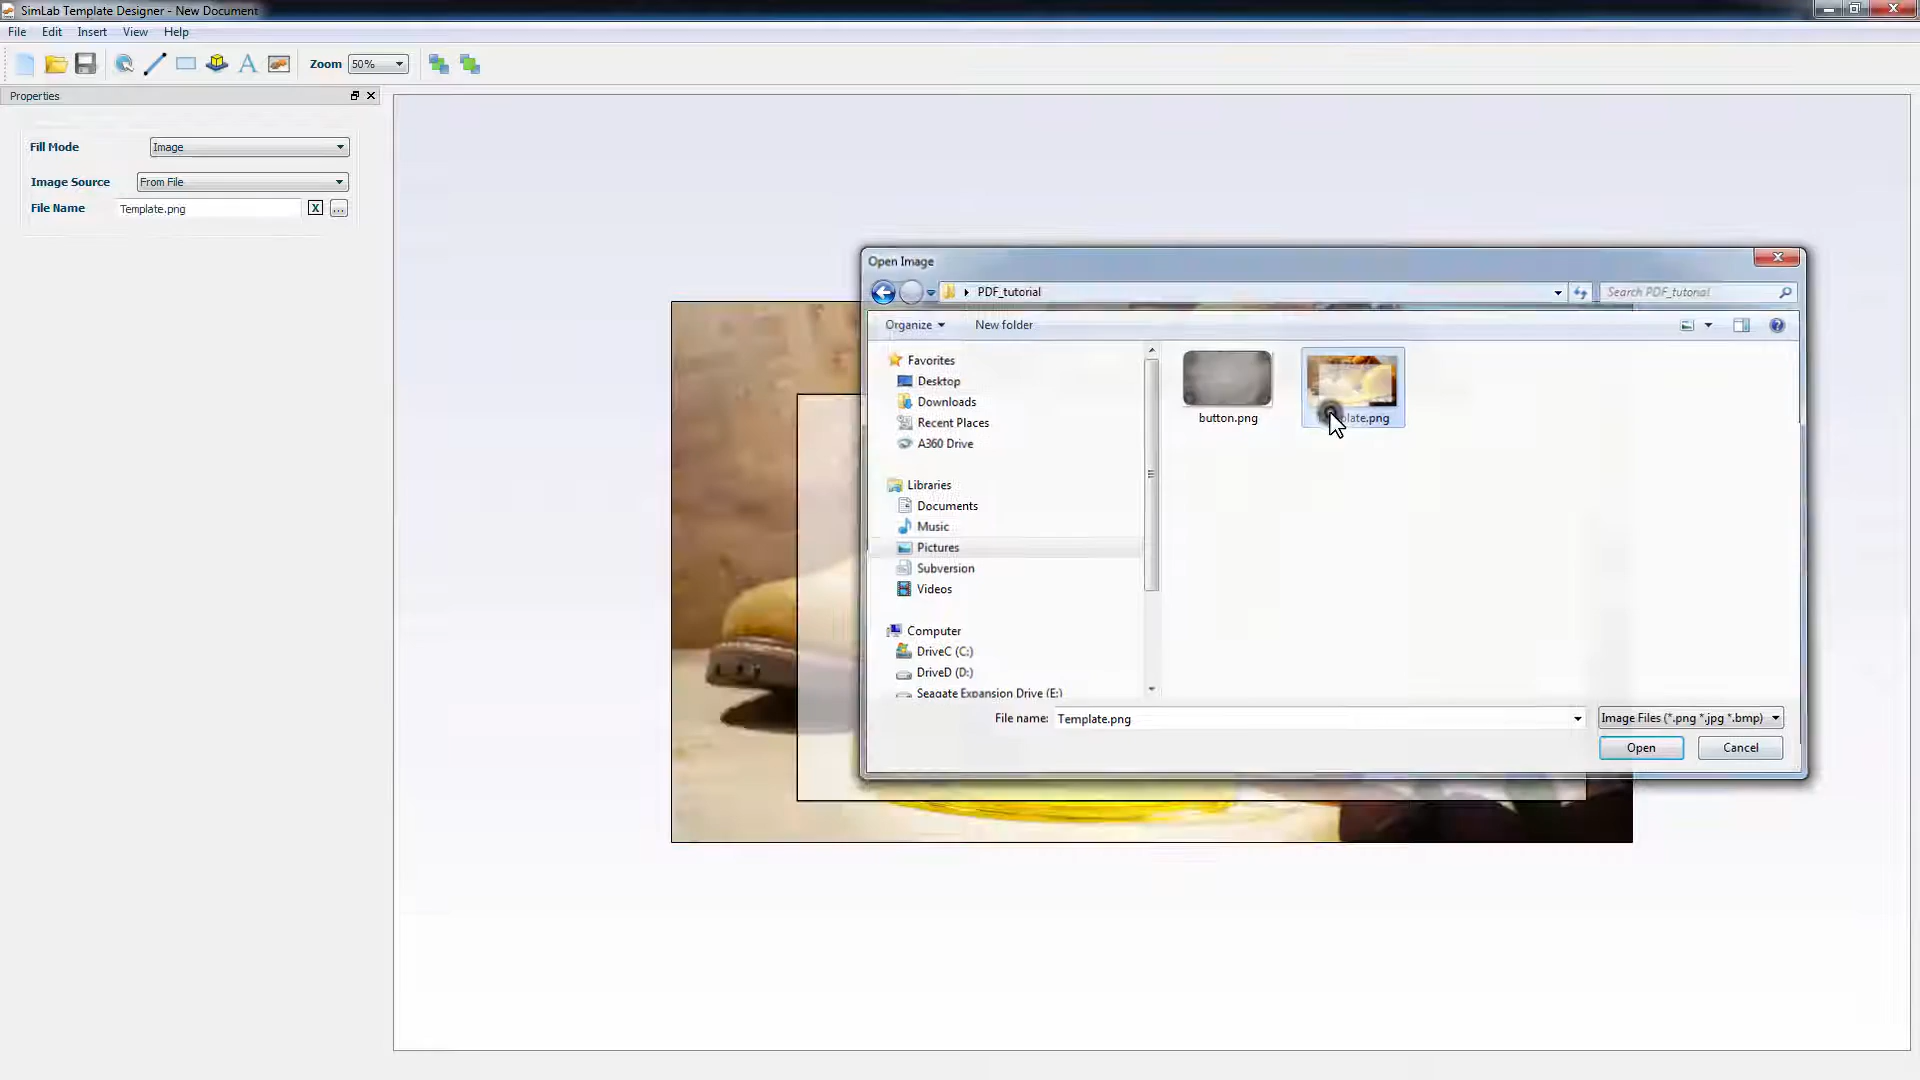 SimLab Template Designer - New Document
File Edit Insert View Help
Zoom 50%
Properties
Fill Mode Image
Image Source From File
File Name Template.png X ...
Open Image
PDF_tutorial Search PDF_tutorial
Organize New folder
Favorites
Desktop
Downloads
Recent Places
A360 Drive
Libraries
Documents
Music
Pictures
Subversion
Videos
Computer
DriveC (C:)
DriveD (D:)
Seagate Expansion Drive (E:)
button.png
Template.png
File name: Template.png Image Files (*.png *.jpg *.bmp)
Open Cancel